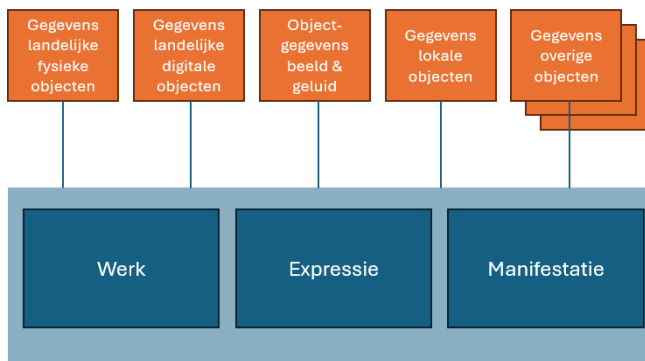 Gegevens
landelijke
fysieke
objecten
Gegevens
landelijke
digitale
objecten
Object-
gegevens
beeld &
geluid
Gegevens
lokale
objecten
Gegevens
overige
objecten
Werk
Expressie
Manifestatie